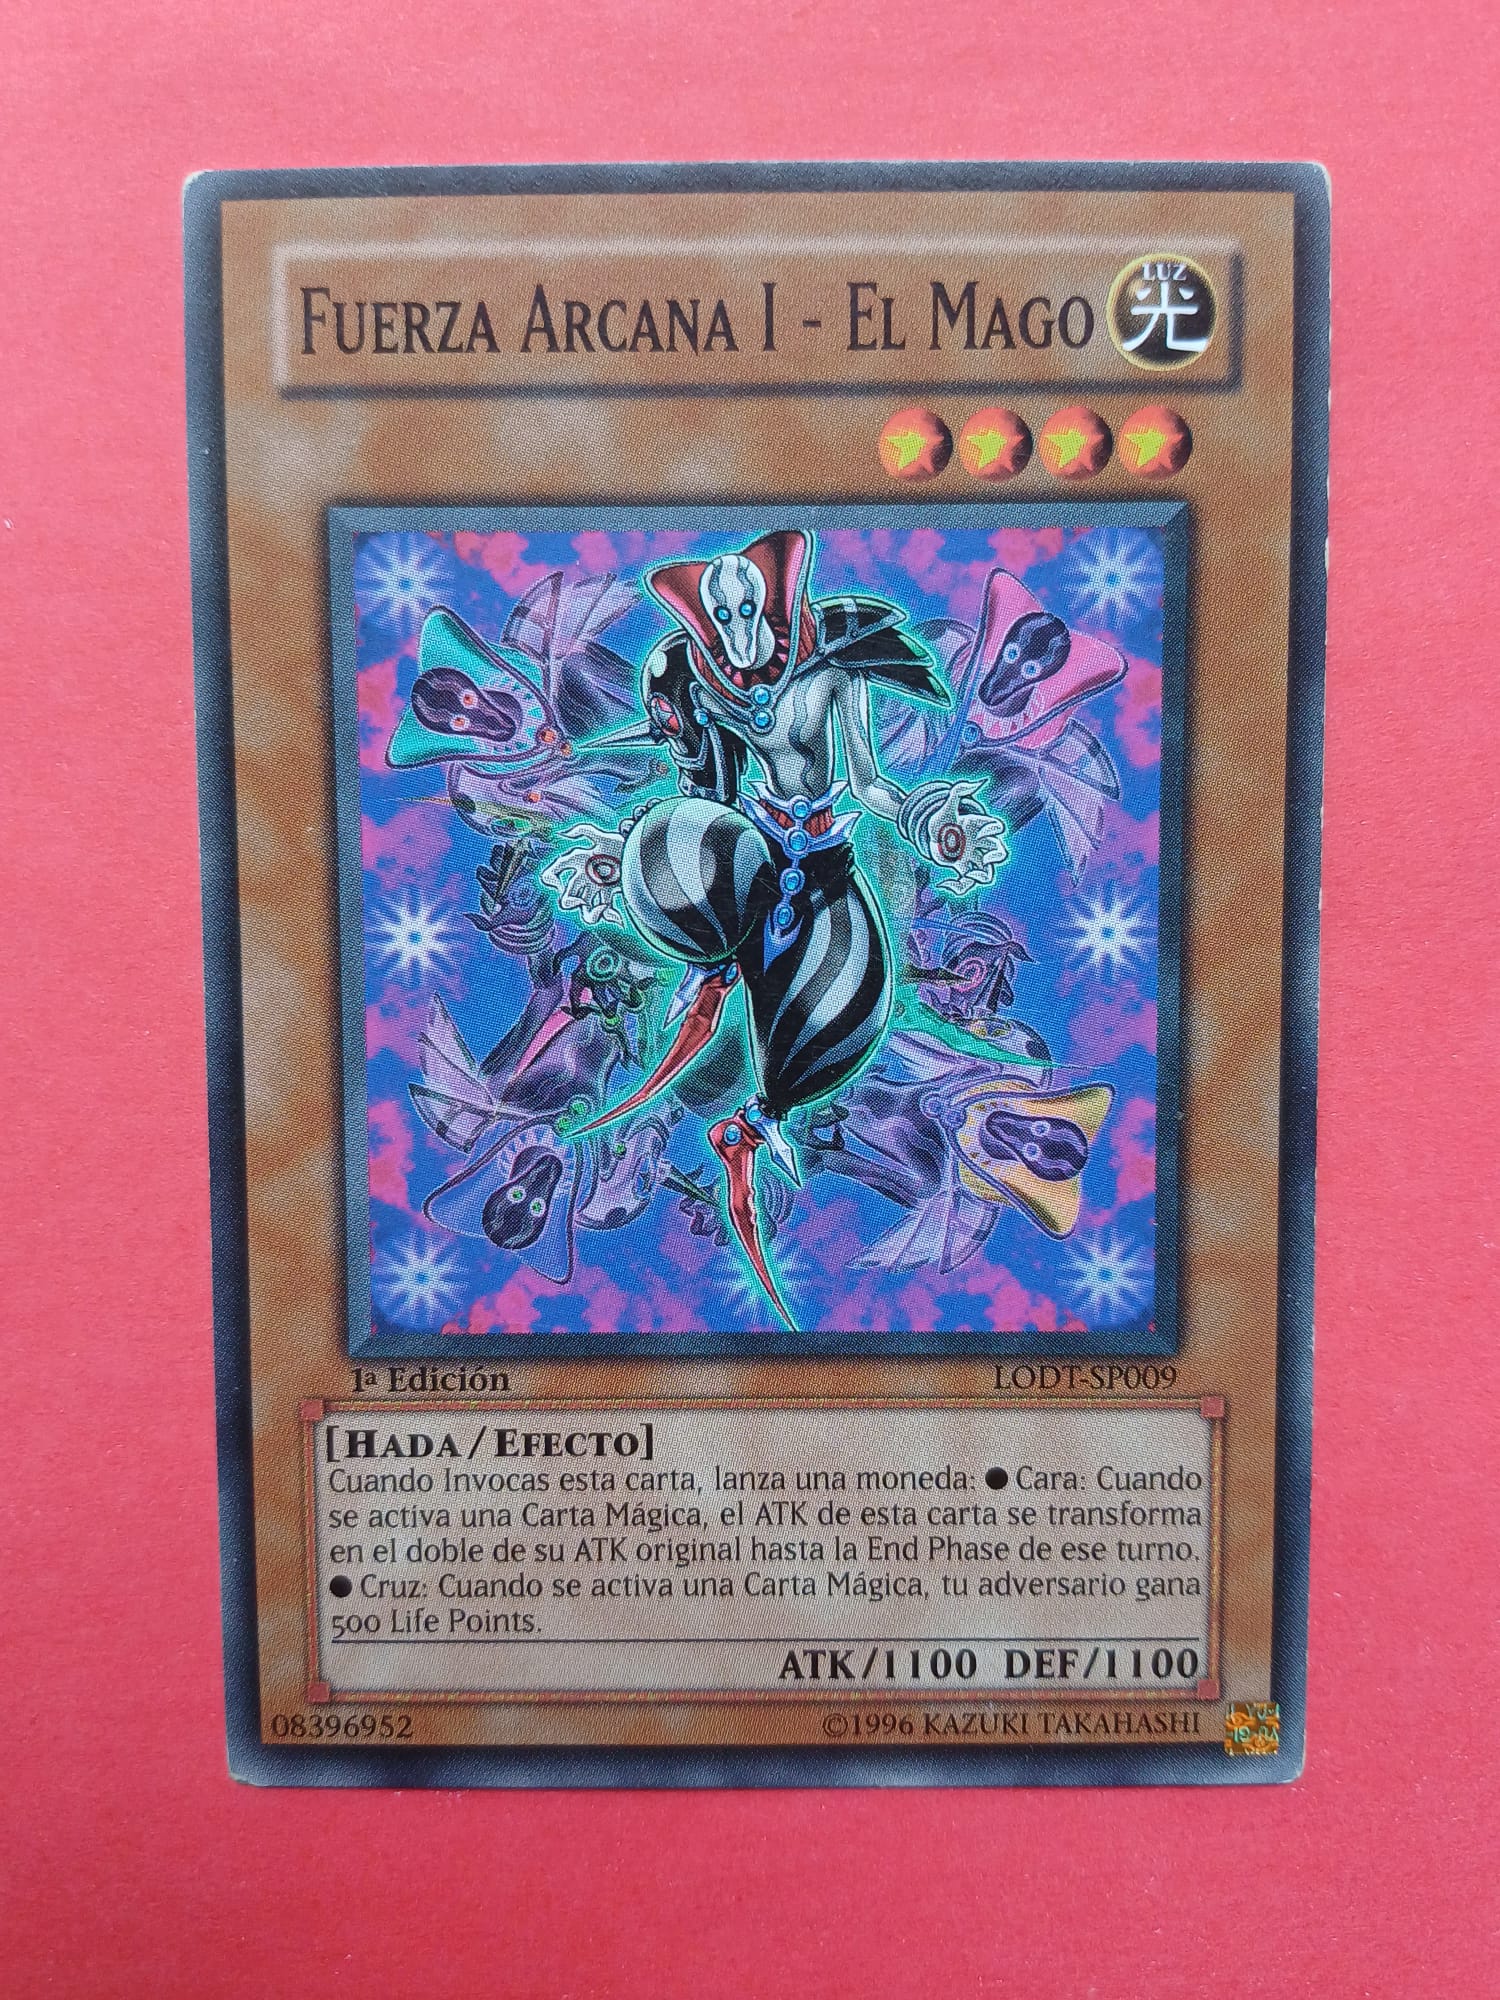 FUERZA ARCANA I - EL MAGO
LUZ
光
1ª Edición
LODT-SP009
[HADA/EFECTO]
Cuando Invocas esta carta, lanza una moneda: ● Cara: Cuando
se activa una Carta Mágica, el ATK de esta carta se transforma
en el doble de su ATK original hasta la End Phase de ese turno.
● Cruz: Cuando se activa una Carta Mágica, tu adversario gana
500 Life Points.
ATK/1100 DEF/1100
08396952
©1996 KAZUKI TAKAHASHI